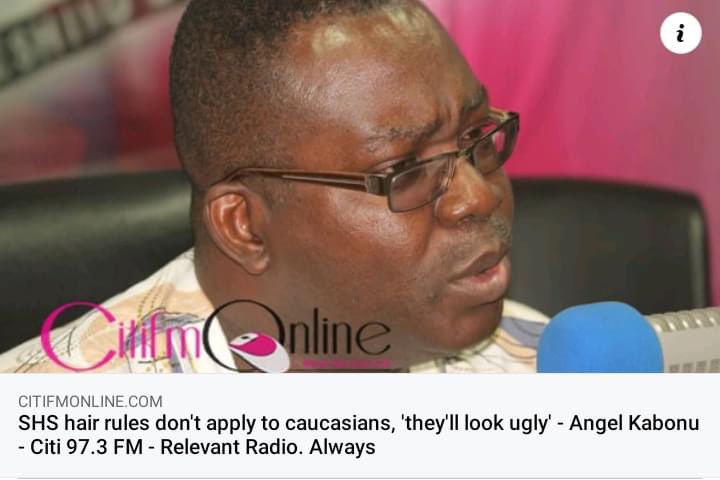 CitifmOnline
CITIFMONLINE.COM
SHS hair rules don't apply to caucasians, 'they'll look ugly' - Angel Kabonu
- Citi 97.3 FM - Relevant Radio. Always